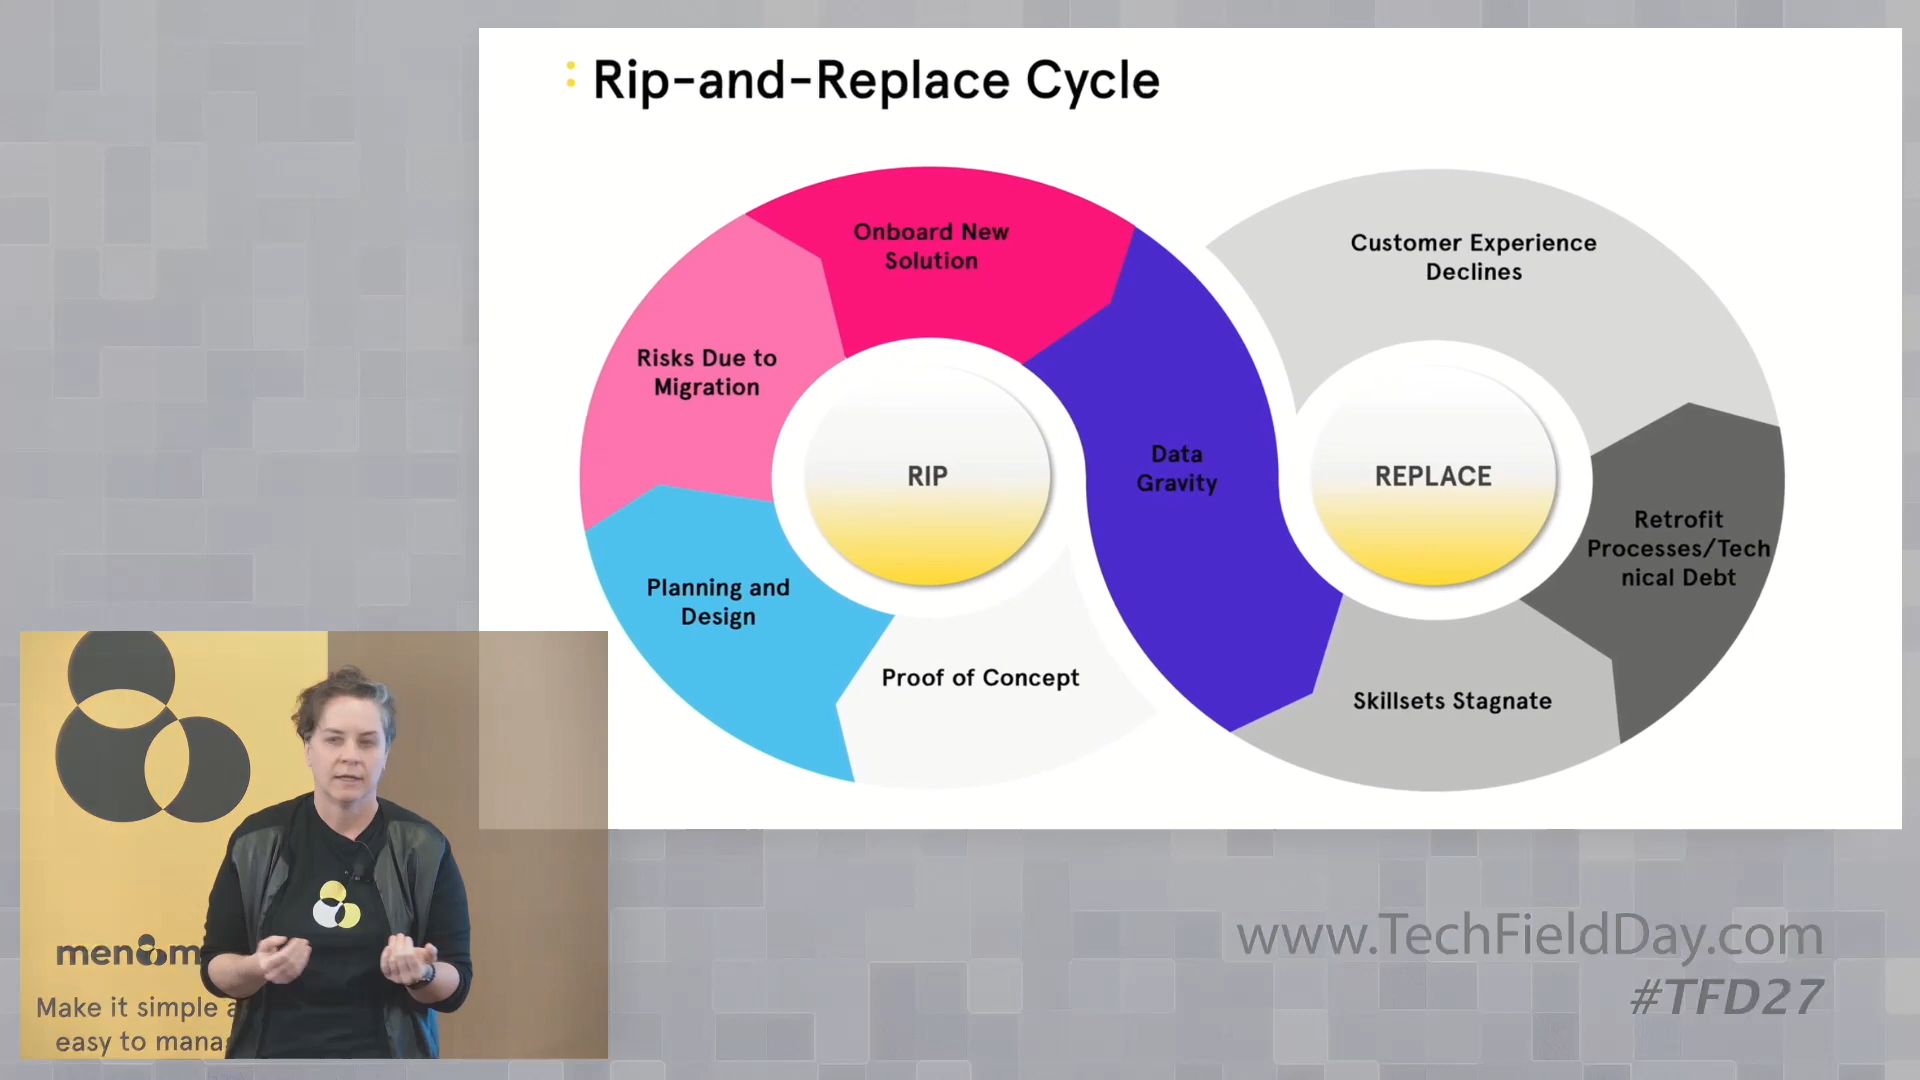 Rip-and-Replace Cycle
Onboard New
Solution
Customer Experience
Declines
Risks Due to
Migration
Data
Gravity
RIP
REPLACE
Retrofit
Processes/Tech
nical Debt
Planning and
Design
Proof of Concept
Skillsets Stagnate
Make it simple
easy to
www.TechFieldDay.com
#TFD27